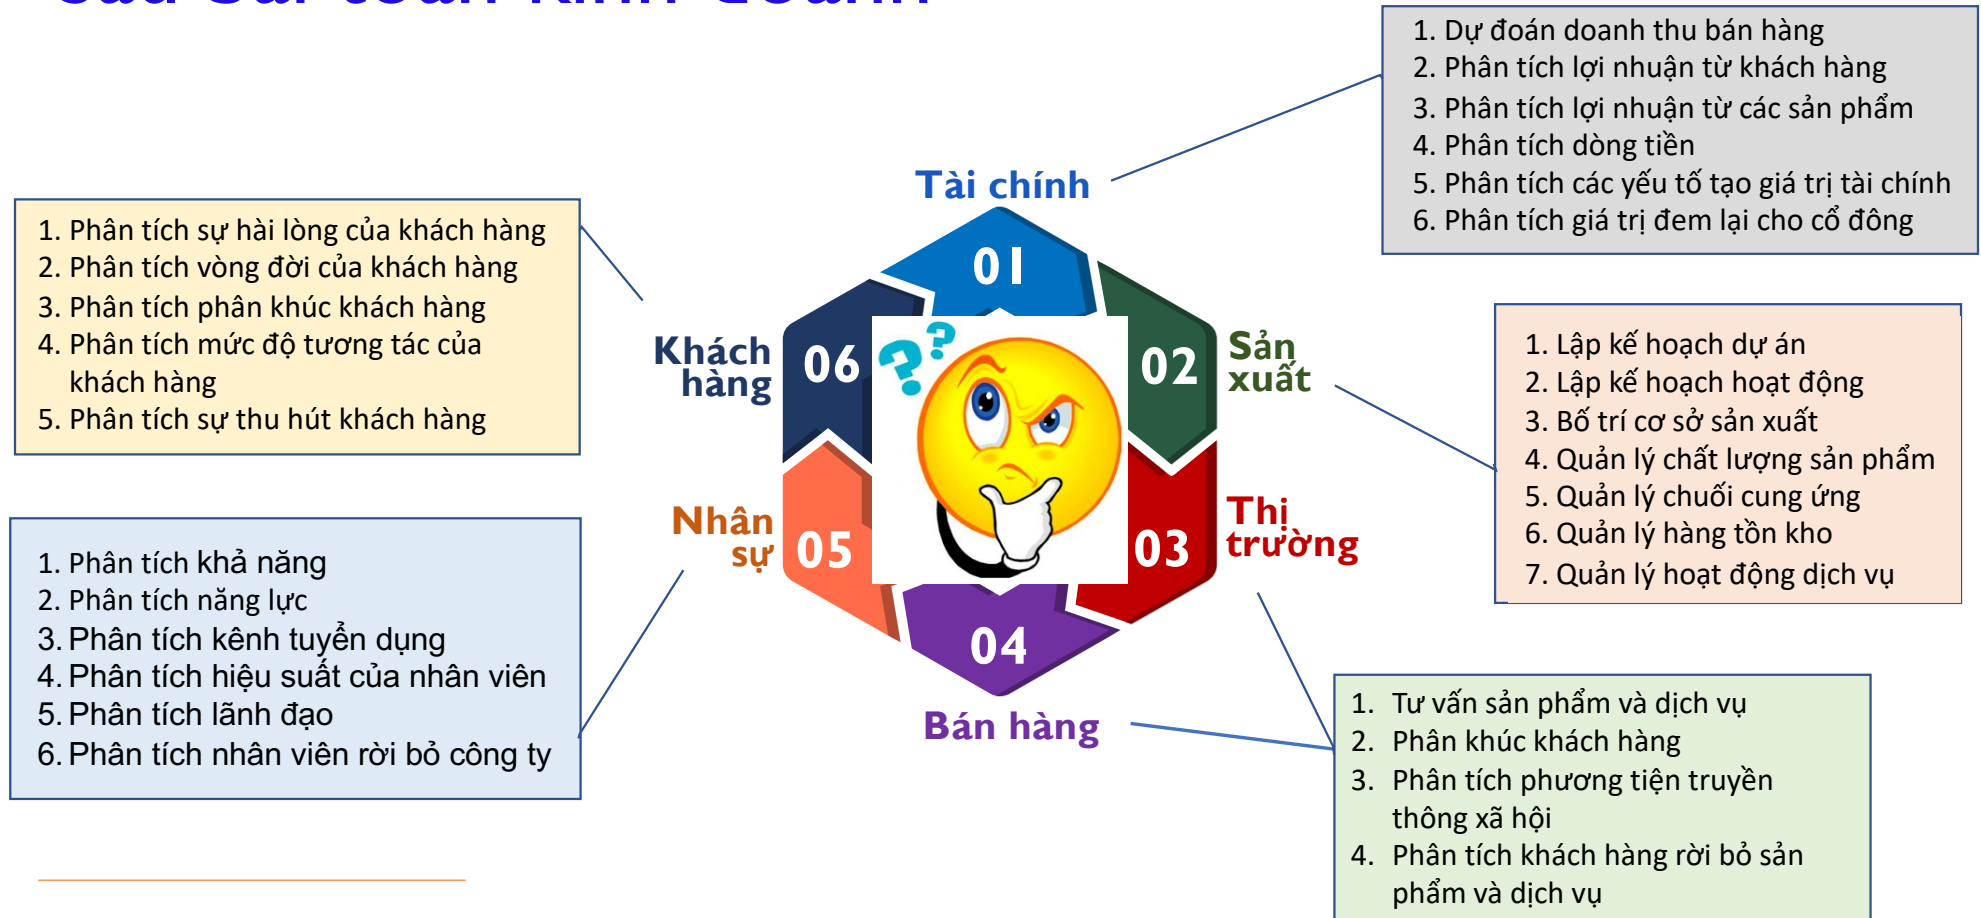 1. Dự đoán doanh thu bán hàng
2. Phân tích lợi nhuận từ khách hàng
3. Phân tích lợi nhuận từ các sản phẩm
4. Phân tích dòng tiền
5. Phân tích các yếu tố tạo giá trị tài chính
6. Phân tích giá trị đem lại cho cổ đông
Tài chính
01
1. Phân tích sự hài lòng của khách hàng
2. Phân tích vòng đời của khách hàng
3. Phân tích phân khúc khách hàng
4. Phân tích mức độ tương tác của
khách hàng
5. Phân tích sự thu hút khách hàng
Khách
hàng
06
??
02
Sản
xuất
1. Lập kế hoạch dự án
2. Lập kế hoạch hoạt động
3. Bố trí cơ sở sản xuất
4. Quản lý chất lượng sản phẩm
5. Quản lý chuối cung ứng
6. Quản lý hàng tồn kho
7. Quản lý hoạt động dịch vụ
1. Phân tích khả năng
2. Phân tích năng lực
3. Phân tích kênh tuyển dụng
4. Phân tích hiệu suất của nhân viên
5. Phân tích lãnh đạo
6. Phân tích nhân viên rời bỏ công ty
Nhân
sự
05
03
Thị
trường
04
Bán hàng
1. Tư vấn sản phẩm và dịch vụ
2. Phân khúc khách hàng
3. Phân tích phương tiện truyền
thông xã hội
4. Phân tích khách hàng rời bỏ sản
phẩm và dịch vụ